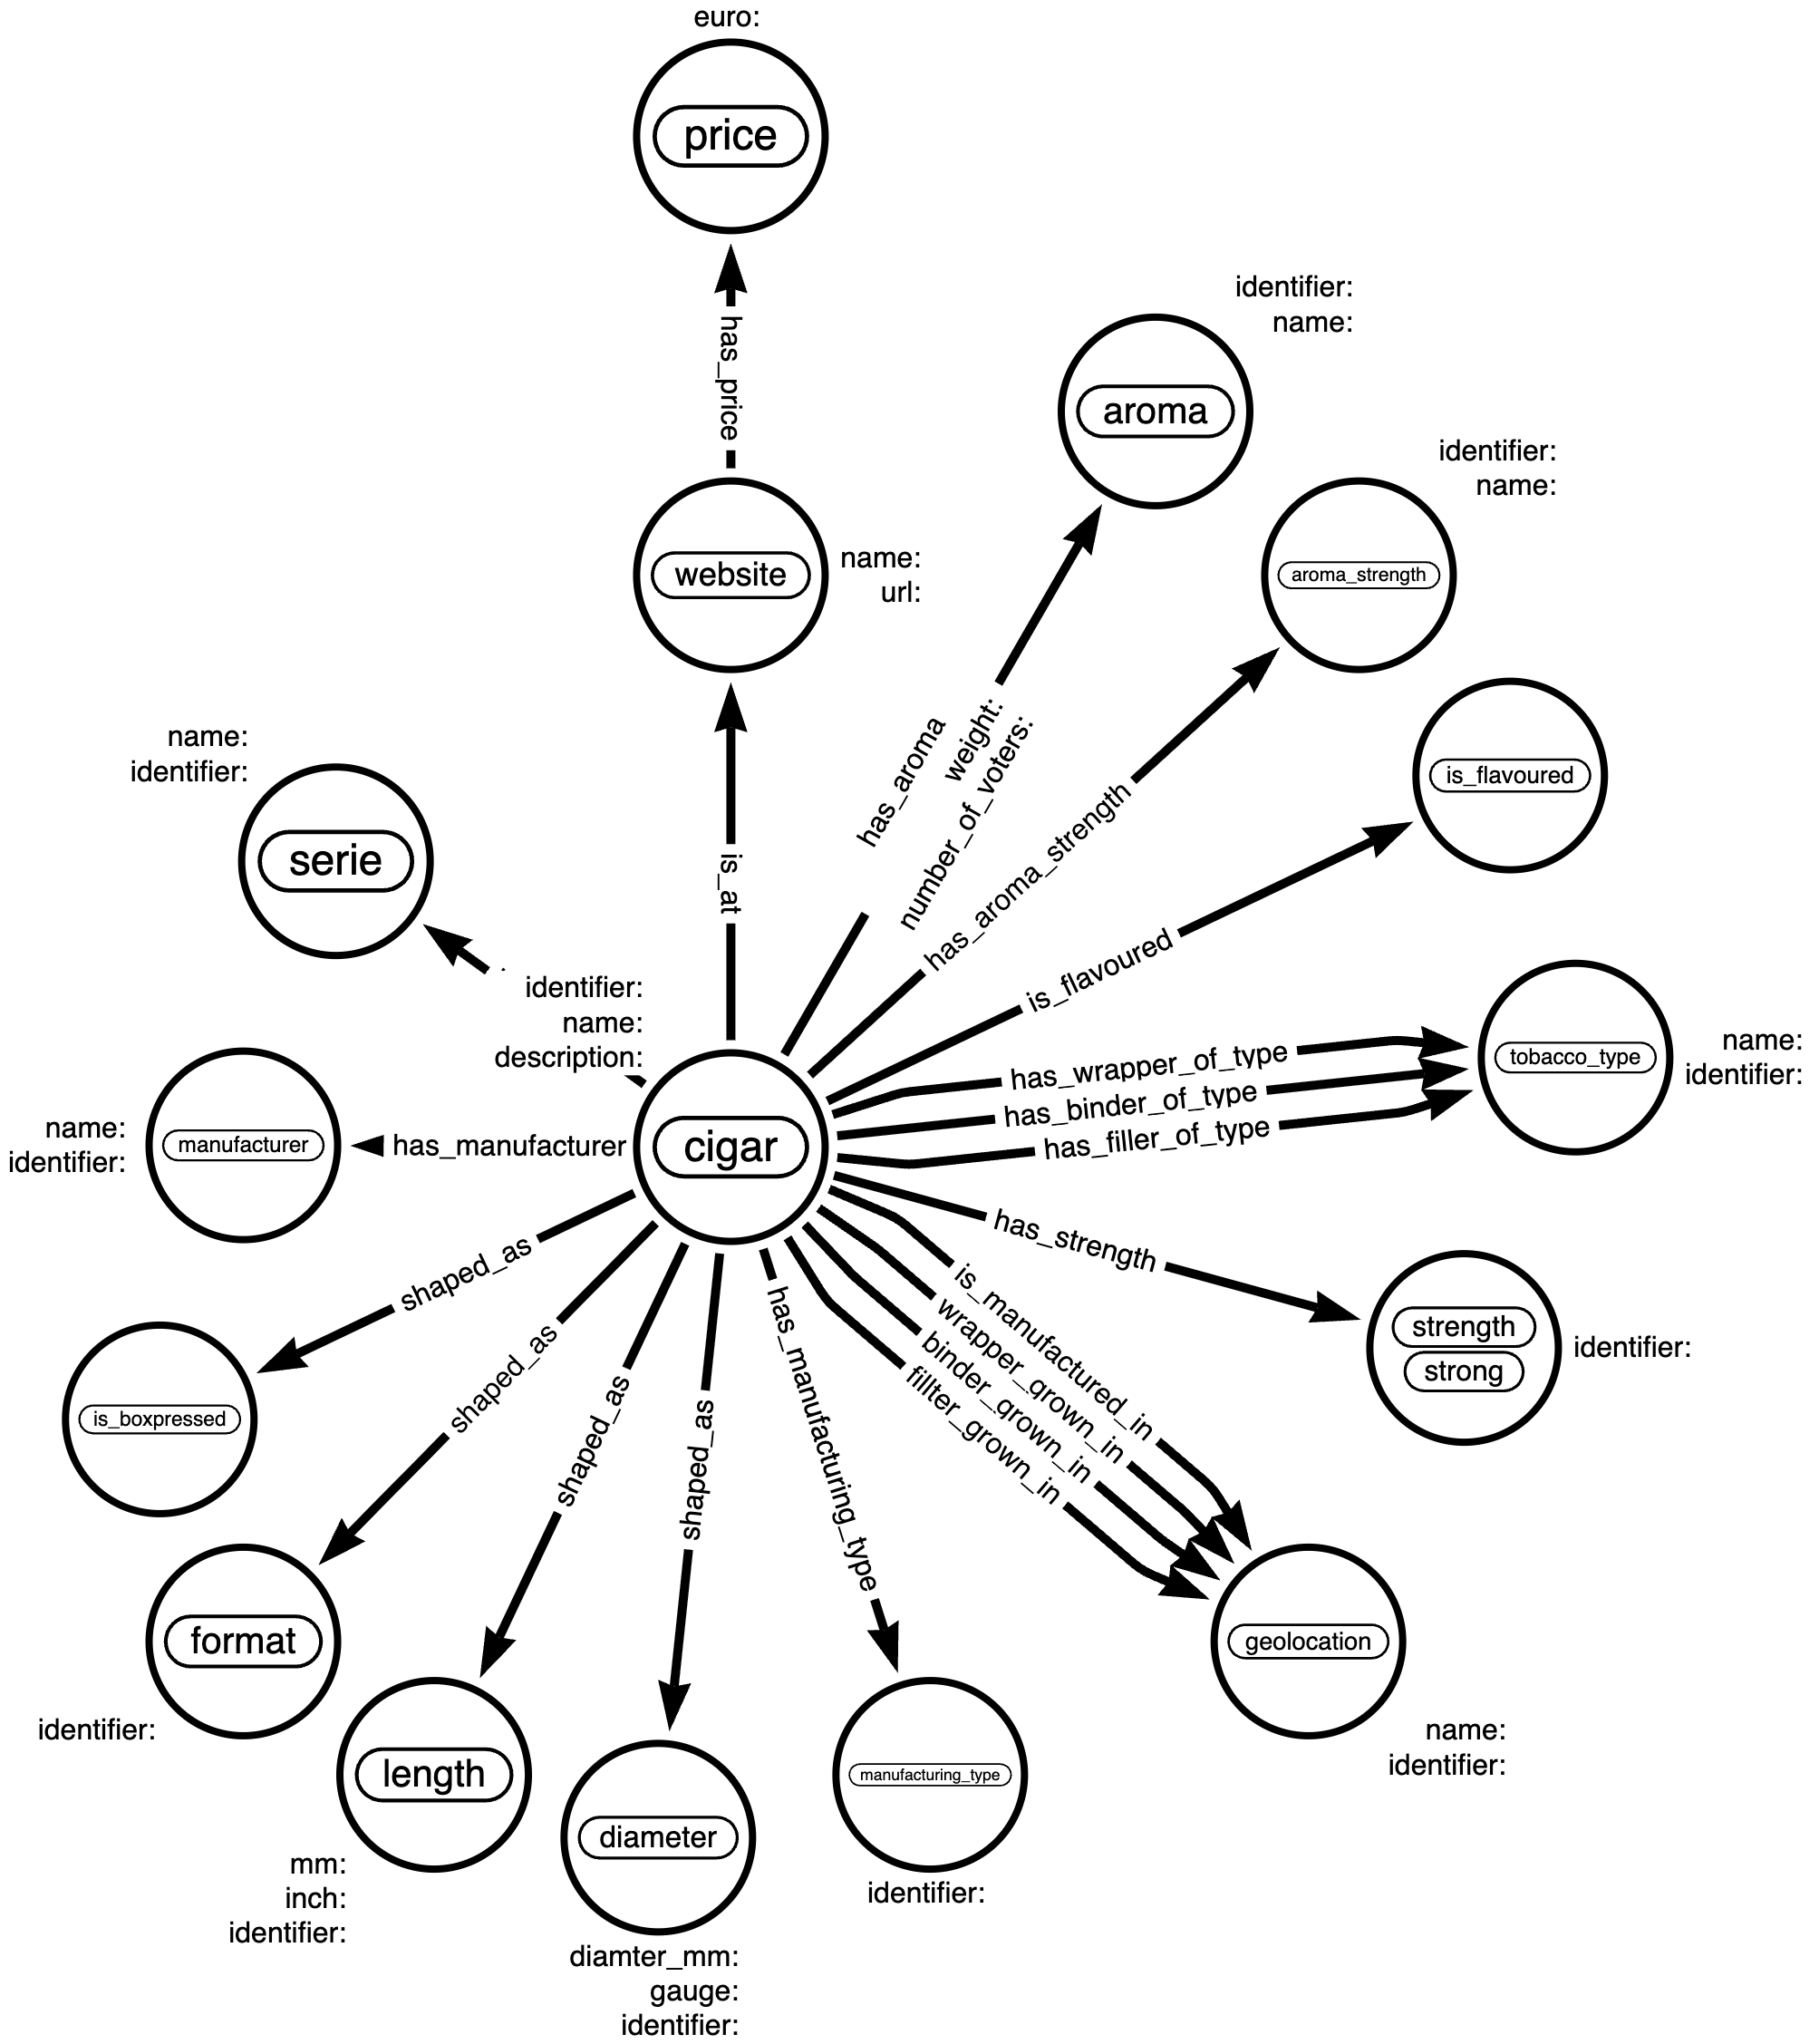 euro:
price
has_price
identifier:
name:
aroma
identifier:
name:
aroma_strength
website
name:
url:
is_flavoured
has_aroma
weight:
number_of_voters:
has_aroma_strength
is_at
name:
identifier:
serie
is_flavoured
identifier:
name:
description:
has_wrapper_of_type
has_binder_of_type
has_filler_of_type
tobacco_type
name:
identifier:
name:
identifier:
manufacturer
has_manufacturer
cigar
has_strength
strength
strong
identifier:
shaped_as
shaped_as
shaped_as
shaped_as
has_manufacturing_type
is_manufactured_in
wrapper_grown_in
binder_grown_in
fillter_grown_in
is_boxpressed
format
identifier:
geolocation
name:
identifier:
length
mm:
inch:
identifier:
diameter
diamter_mm:
gauge:
identifier:
manufacturing_type
identifier: